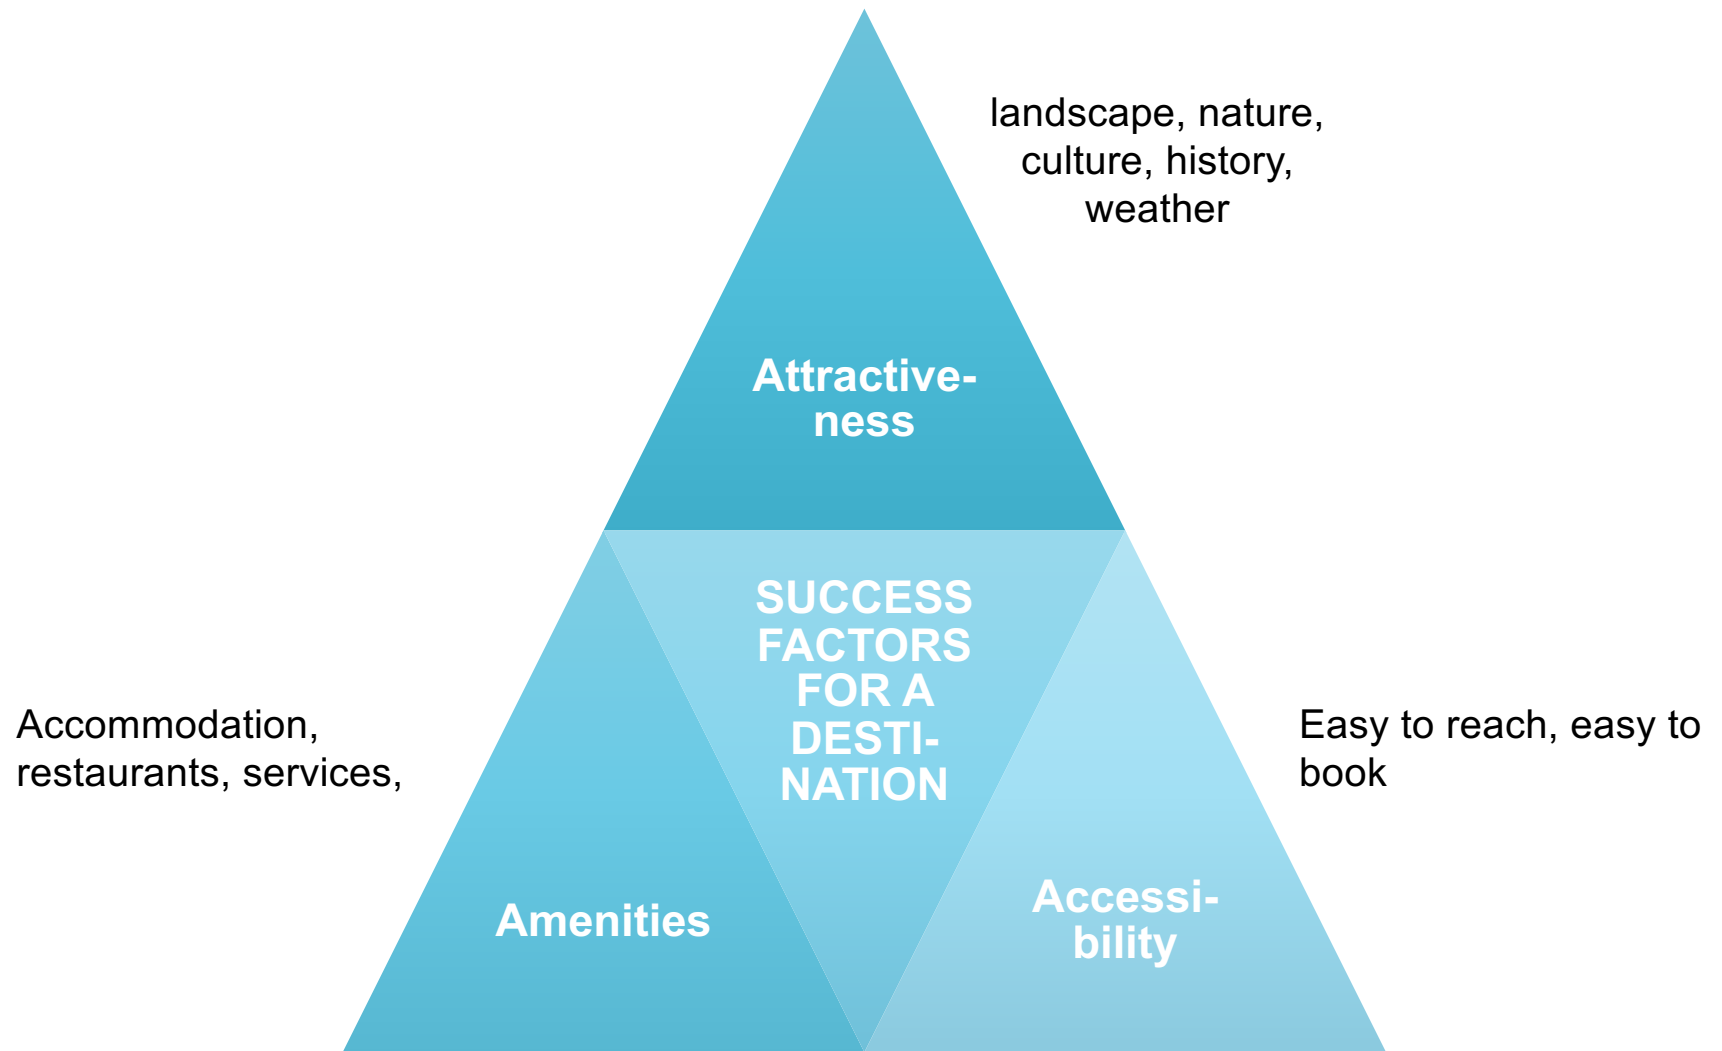 landscape, nature,
culture, history,
weather
Attractive-
ness
SUCCESS
FACTORS
FOR A
DESTI-
NATION
Accommodation,
restaurants, services,
Easy to reach, easy to
book
Amenities
Accessi-
bility